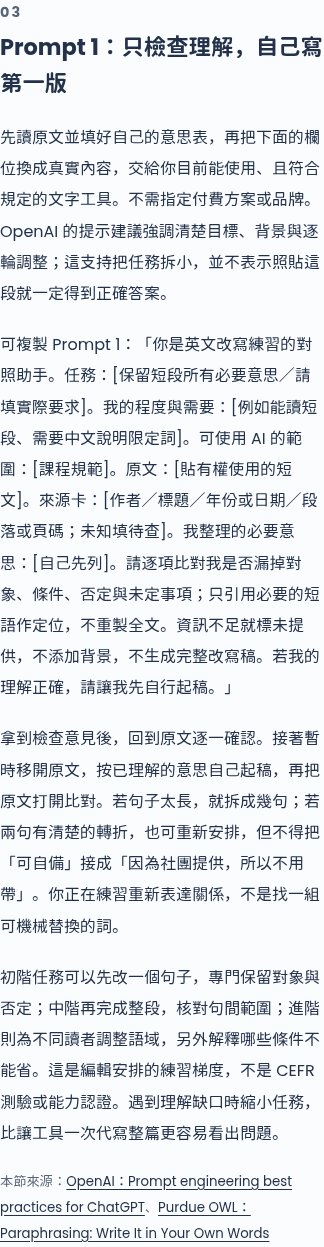 03
Prompt 1：只檢查理解，自己寫
第一版
先讀原文並填好自己的意思表，再把下面的欄
位換成真實內容，交給你目前能使用、且符合
規定的文字工具。不需指定付費方案或品牌。
OpenAI 的提示建議強調清楚目標、背景與逐
輪調整；這支持把任務拆小，並不表示照貼這
段就一定得到正確答案。
可複製 Prompt 1：「你是英文改寫練習的對
照助手。任務：[保留短段所有必要意思／請
填實際要求]。我的程度與需要：[例如能讀短
段、需要中文說明限定詞]。可使用 AI 的範
圍：[課程規範]。原文：[貼有權使用的短
文]。來源卡：[作者／標題／年份或日期／段
落或頁碼；未知填待查]。我整理的必要意
思：[自己先列]。請逐項比對我是否漏掉對
象、條件、否定與未定事項；只引用必要的短
語作定位，不重製全文。資訊不足就標未提
供，不添加背景，不生成完整改寫稿。若我的
理解正確，請讓我先自行起稿。」
拿到檢查意見後，回到原文逐一確認。接著暫
時移開原文，按已理解的意思自己起稿，再把
原文打開比對。若句子太長，就拆成幾句；若
兩句有清楚的轉折，也可重新安排，但不得把
「可自備」接成「因為社團提供，所以不用
帶」。你正在練習重新表達關係，不是找一組
可機械替換的詞。
初階任務可以先改一個句子，專門保留對象與
否定；中階再完成整段，核對句間範圍；進階
則為不同讀者調整語域，另外解釋哪些條件不
能省。這是編輯安排的練習梯度，不是 CEFR
測驗或能力認證。遇到理解缺口時縮小任務，
比讓工具一次代寫整篇更容易看出問題。
本節來源：OpenAI：Prompt engineering best
practices for ChatGPT、Purdue OWL：
Paraphrasing: Write It in Your Own Words